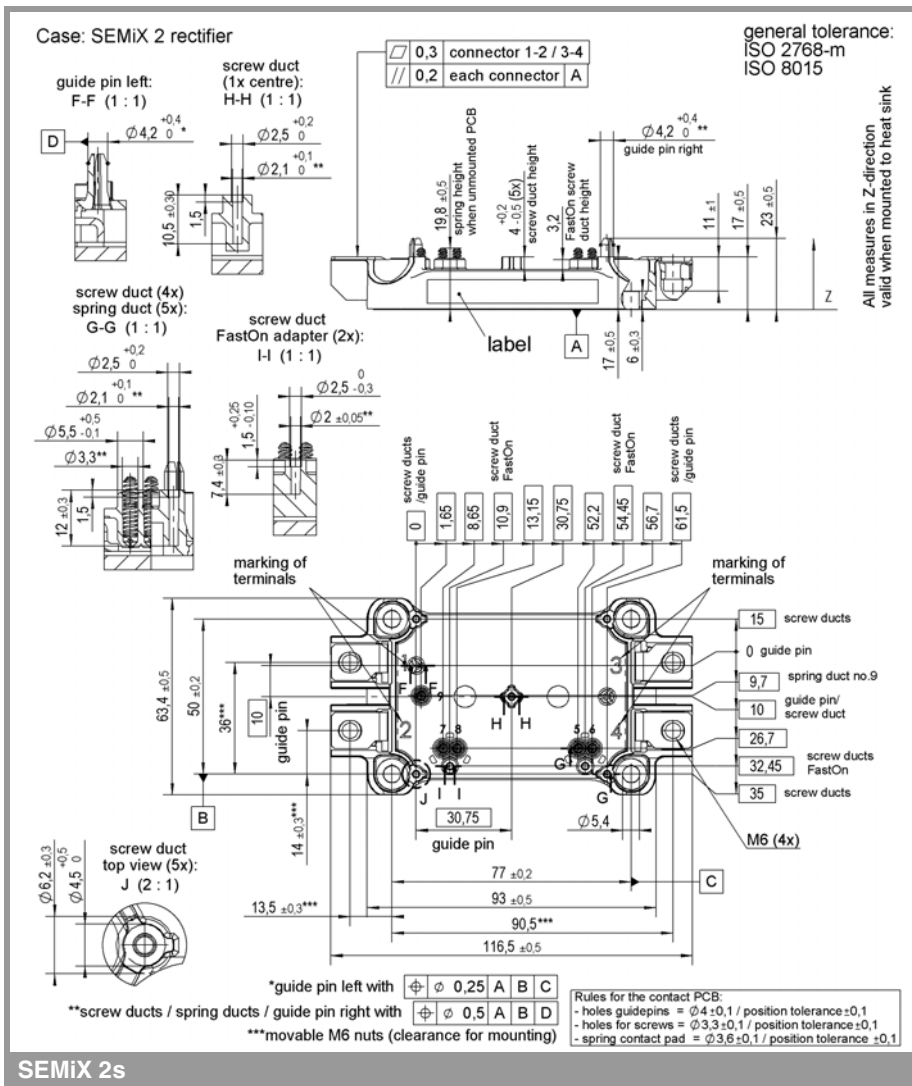 Case: SEMiX 2 rectifier
general tolerance:
ISO 2768-m
ISO 8015
0,3 connector 1-2 / 3-4
// 0,2 each connector A
guide pin left:
F-F (1 : 1)
D
Ø4,2 +0,4 0 *
10,5 ±0,30
1,5
screw duct
(1x centre):
H-H (1 : 1)
Ø2,5 +0,2 0
Ø2,1 +0,1 0 **
19,8 ±0,5
spring height
when unmounted PCB
+0,2
4 -0,5 (5x)
screw duct height
3,2
FastOn screw
duct height
Ø4,2 +0,4 0 **
guide pin right
11 ±1
17 ±0,5
23 ±0,5
Z
All measures in Z-direction
valid when mounted to heat sink
label
A
17 ±0,5
6 ±0,3
screw duct (4x)
spring duct (5x):
G-G (1 : 1)
Ø2,5 +0,2 0
Ø2,1 +0,1 0 **
Ø5,5 +0,5 -0,1
Ø3,3**
12 ±0,3
1,5
screw duct
FastOn adapter (2x):
I-I (1 : 1)
Ø2,5 0 -0,3
Ø2 ±0,05**
1,5 +0,25 -0,10
7,4 ±0,3
screw ducts
/guide pin
screw duct
FastOn
screw duct
FastOn
screw ducts
/guide pin
0 1,65 8,65 10,9 13,15 30,75 52,2 54,45 56,7 61,5
marking of
terminals
marking of
terminals
15 screw ducts
0 guide pin
9,7 spring duct no.9
10 guide pin/
screw duct
26,7
32,45 screw ducts
FastOn
35 screw ducts
63,4 ±0,5
50 ±0,2
36***
10
guide pin
14 ±0,3***
1 3
F F 9
H H
2 4
7 8 5 6
G
J I I G
B
30,75
guide pin
Ø5,4
M6 (4x)
77 ±0,2
C
93 ±0,5
13,5 ±0,3***
90,5***
116,5 ±0,5
screw duct
top view (5x):
J (2 : 1)
Ø6,2 ±0,3
Ø4,5 +0,5 0
*guide pin left with Ø 0,25 A B C
**screw ducts / spring ducts / guide pin right with Ø 0,5 A B D
***movable M6 nuts (clearance for mounting)
Rules for the contact PCB:
- holes guidepins = Ø4±0,1 / position tolerance±0,1
- holes for screws = Ø3,3±0,1 / position tolerance±0,1
- spring contact pad = Ø3,6±0,1 / position tolerance ±0,1
SEMiX 2s